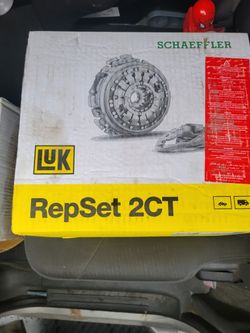 SCHAEFFLER
LUK
RepSet 2CT